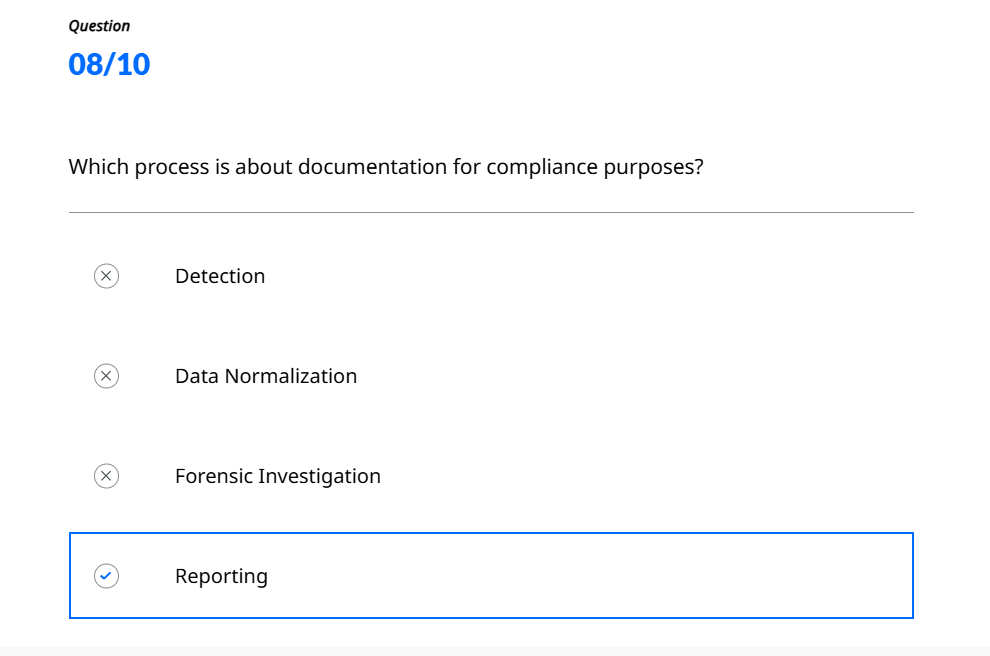 Question
08/10
Which process is about documentation for compliance purposes?
Detection
Data Normalization
Forensic Investigation
Reporting